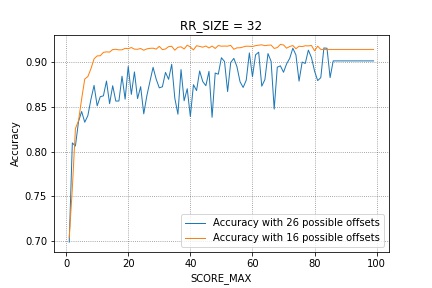 RR_SIZE = 32
Accuracy
0.90
0.85
0.80
0.75
0.70
Accuracy with 26 possible offsets
Accuracy with 16 possible offsets
0 20 40 60 80 100
SCORE_MAX